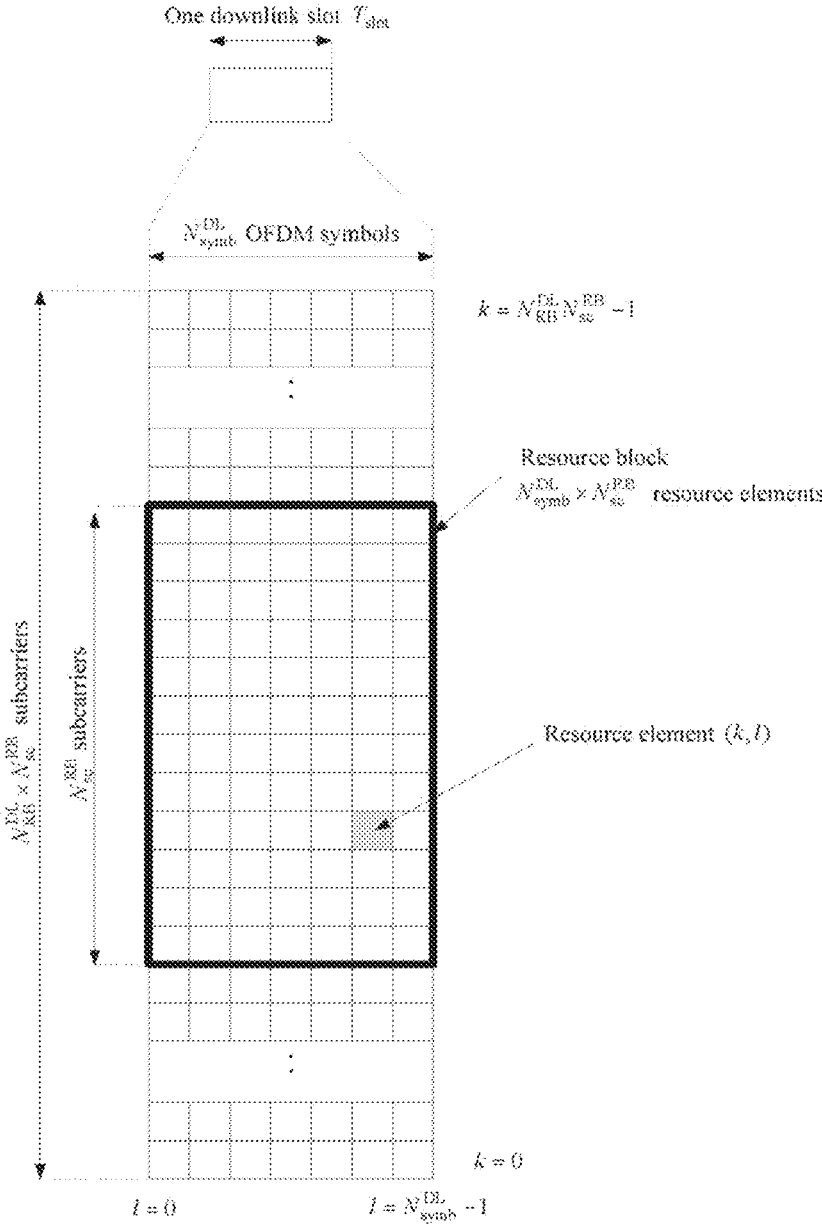 One downlink slot T_slot
N_symb^DL OFDM symbols
k = N_RB^DL N_sc^RB − 1
Resource block
N_symb^DL × N_sc^RB resource elements
N_RB^DL × N_sc^RB subcarriers
N_sc^RB subcarriers
Resource element (k, l)
k = 0
l = 0
l = N_symb^DL − 1